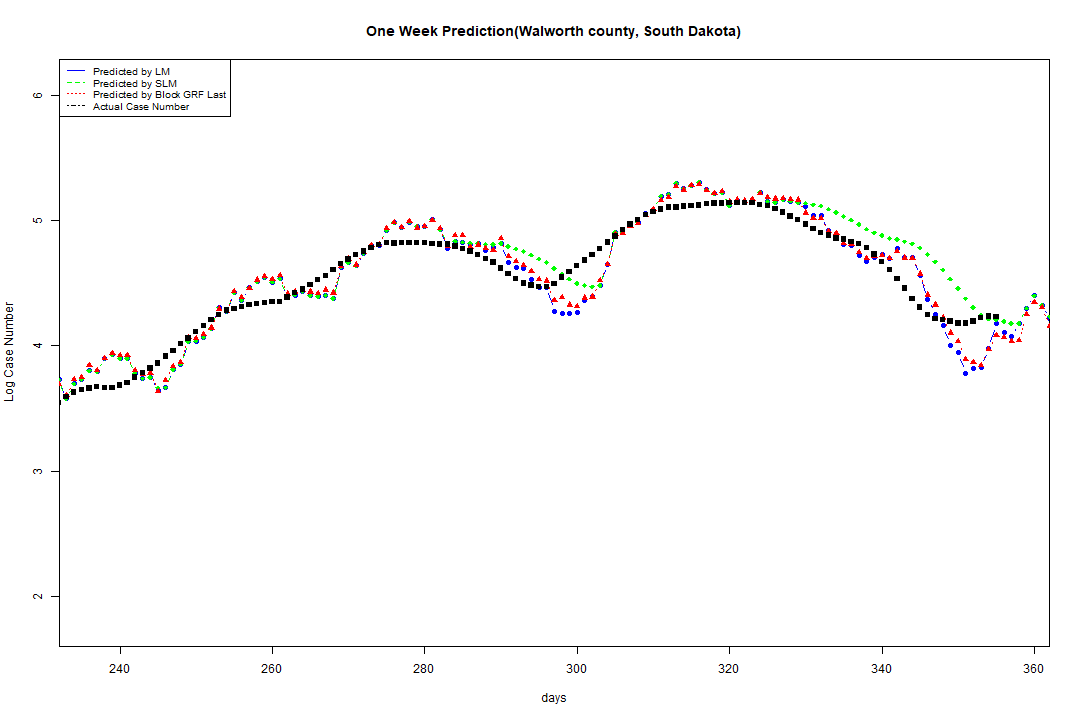 One Week Prediction(Walworth county, South Dakota)
Predicted by LM
Predicted by SLM
Predicted by Block GRF Last
Actual Case Number
6
5
4
3
2
Log Case Number
240 260 280 300 320 340 360
days